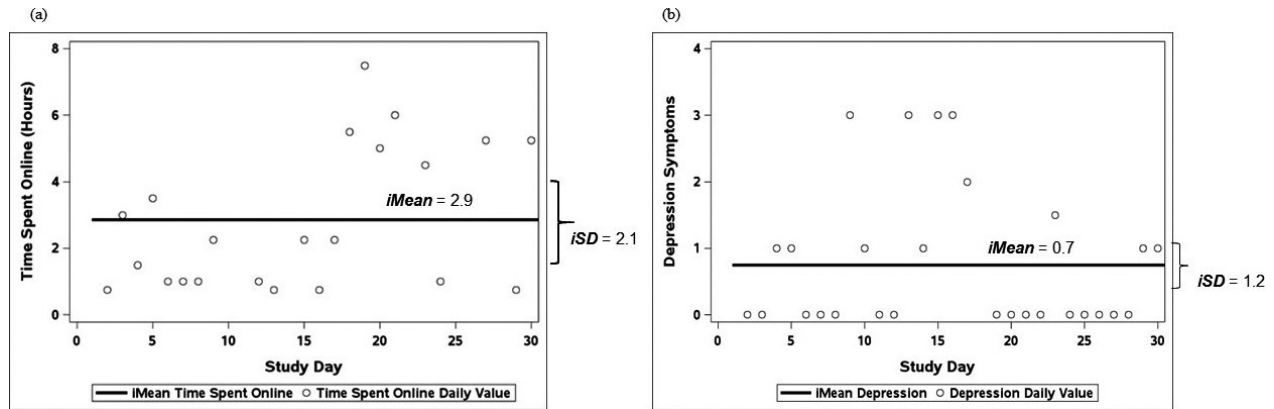 (a)
8
6
4
2
0
Time Spent Online (Hours)
iMean = 2.9
iSD = 2.1
0 5 10 15 20 25 30
Study Day
iMean Time Spent Online Time Spent Online Daily Value
(b)
4
3
2
1
0
Depression Symptoms
iMean = 0.7
iSD = 1.2
0 5 10 15 20 25 30
Study Day
iMean Depression Depression Daily Value